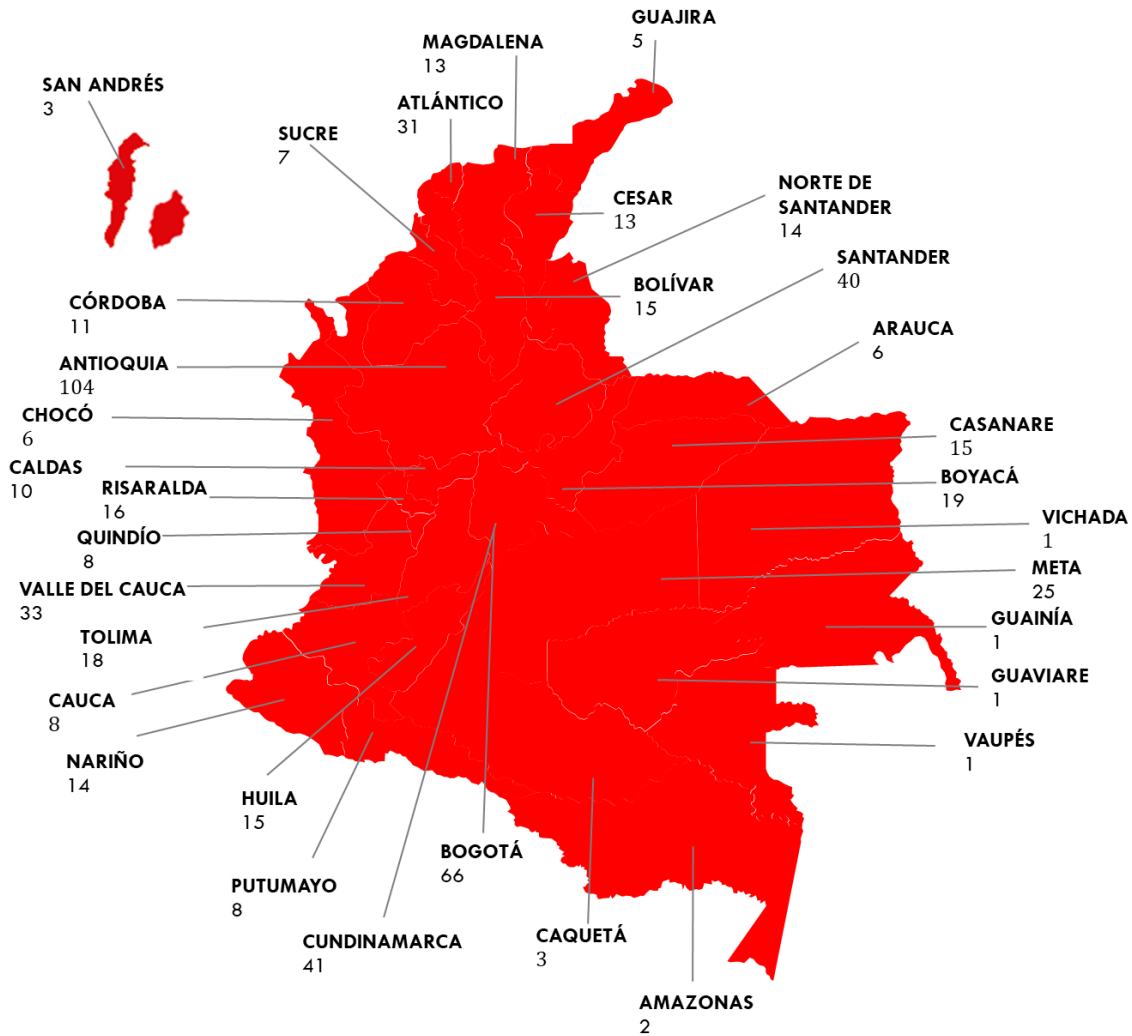 GUAJIRA
5
MAGDALENA
13
SAN ANDRÉS
3
ATLÁNTICO
31
SUCRE
7
CESAR
13
NORTE DE
SANTANDER
14
SANTANDER
40
BOLÍVAR
15
CÓRDOBA
11
ARAUCA
6
ANTIOQUIA
104
CHOCÓ
6
CASANARE
15
CALDAS
10
BOYACÁ
19
RISARALDA
16
VICHADA
1
QUINDÍO
8
META
25
VALLE DEL CAUCA
33
GUAINÍA
1
TOLIMA
18
GUAVIARE
1
CAUCA
8
VAUPÉS
1
NARIÑO
14
HUILA
15
BOGOTÁ
66
PUTUMAYO
8
CUNDINAMARCA
41
CAQUETÁ
3
AMAZONAS
2